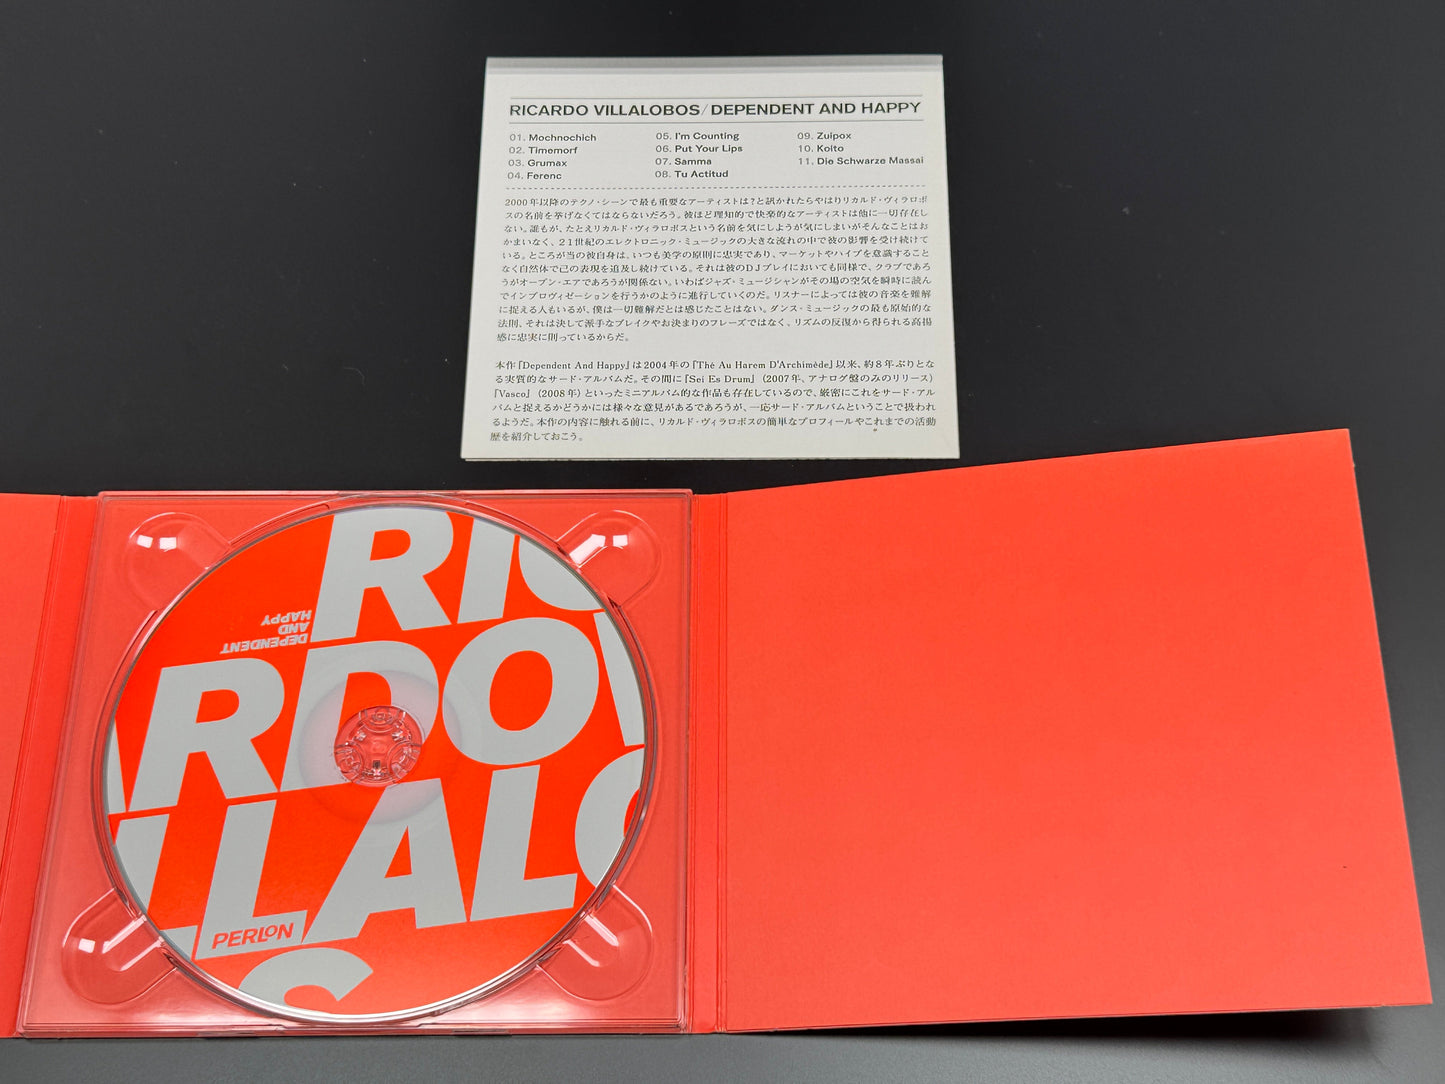 RICARDO VILLALOBOS/DEPENDENT AND HAPPY
01. Mochnochich
02. Timemorf
03. Grumax
04. Ferenc
05. I'm Counting
06. Put Your Lips
07. Samma
08. Tu Actitud
09. Zuipox
10. Koito
11. Die Schwarze Massai
2000年以降のテクノ・シーンで最も重要なアーティストは?と訊かれたらやはりリカルド・ヴィラロボ
スの名前を挙げなくてはならないだろう。彼ほど理知的で快楽的なアーティストは他に一切存在し
ない。誰もが、たとえリカルド・ヴィラロボスという名前を気にしようが気にしまいがそんなことはお
かまいなく、21世紀のエレクトロニック・ミュージックの大きな流れの中で彼の影響を受け続けて
いる。ところが当の彼自身は、いつも美学の原則に忠実であり、マーケットやハイプを意識すること
なく自然体で己の表現を追及し続けている。それは彼のDJプレイにおいても同様で、クラブであろ
うがオープン・エアであろうが関係ない。いわばジャズ・ミュージシャンがその場の空気を瞬時に読ん
でインプロヴィゼーションを行うかのように進行していくのだ。リスナーによっては彼の音楽を難解
に捉える人もいるが、僕は一切難解だとは感じたことはない。ダンス・ミュージックの最も原始的な
法則、それは決して派手なブレイクやお決まりのフレーズではなく、リズムの反復から得られる高揚
感に忠実に則っているからだ。
本作『Dependent And Happy』は2004年の『Thé Au Harem D'Archimède』以来、約8年ぶりとな
る実質的なサード・アルバムだ。その間に『Sei Es Drum』(2007年、アナログ盤のみのリリース)
『Vasco』(2008年)といったミニアルバム的な作品も存在しているので、厳密にこれをサード・アル
バムと捉えるかどうかには様々な意見があるであろうが、一応サード・アルバムということで扱われ
るようだ。本作の内容に触れる前に、リカルド・ヴィラロボスの簡単なプロフィールやこれまでの活動
歴を紹介しておこう。
RIC
DEPENDENT
AND
HAPPY
ARDOV
ILLALO
PERLON
S